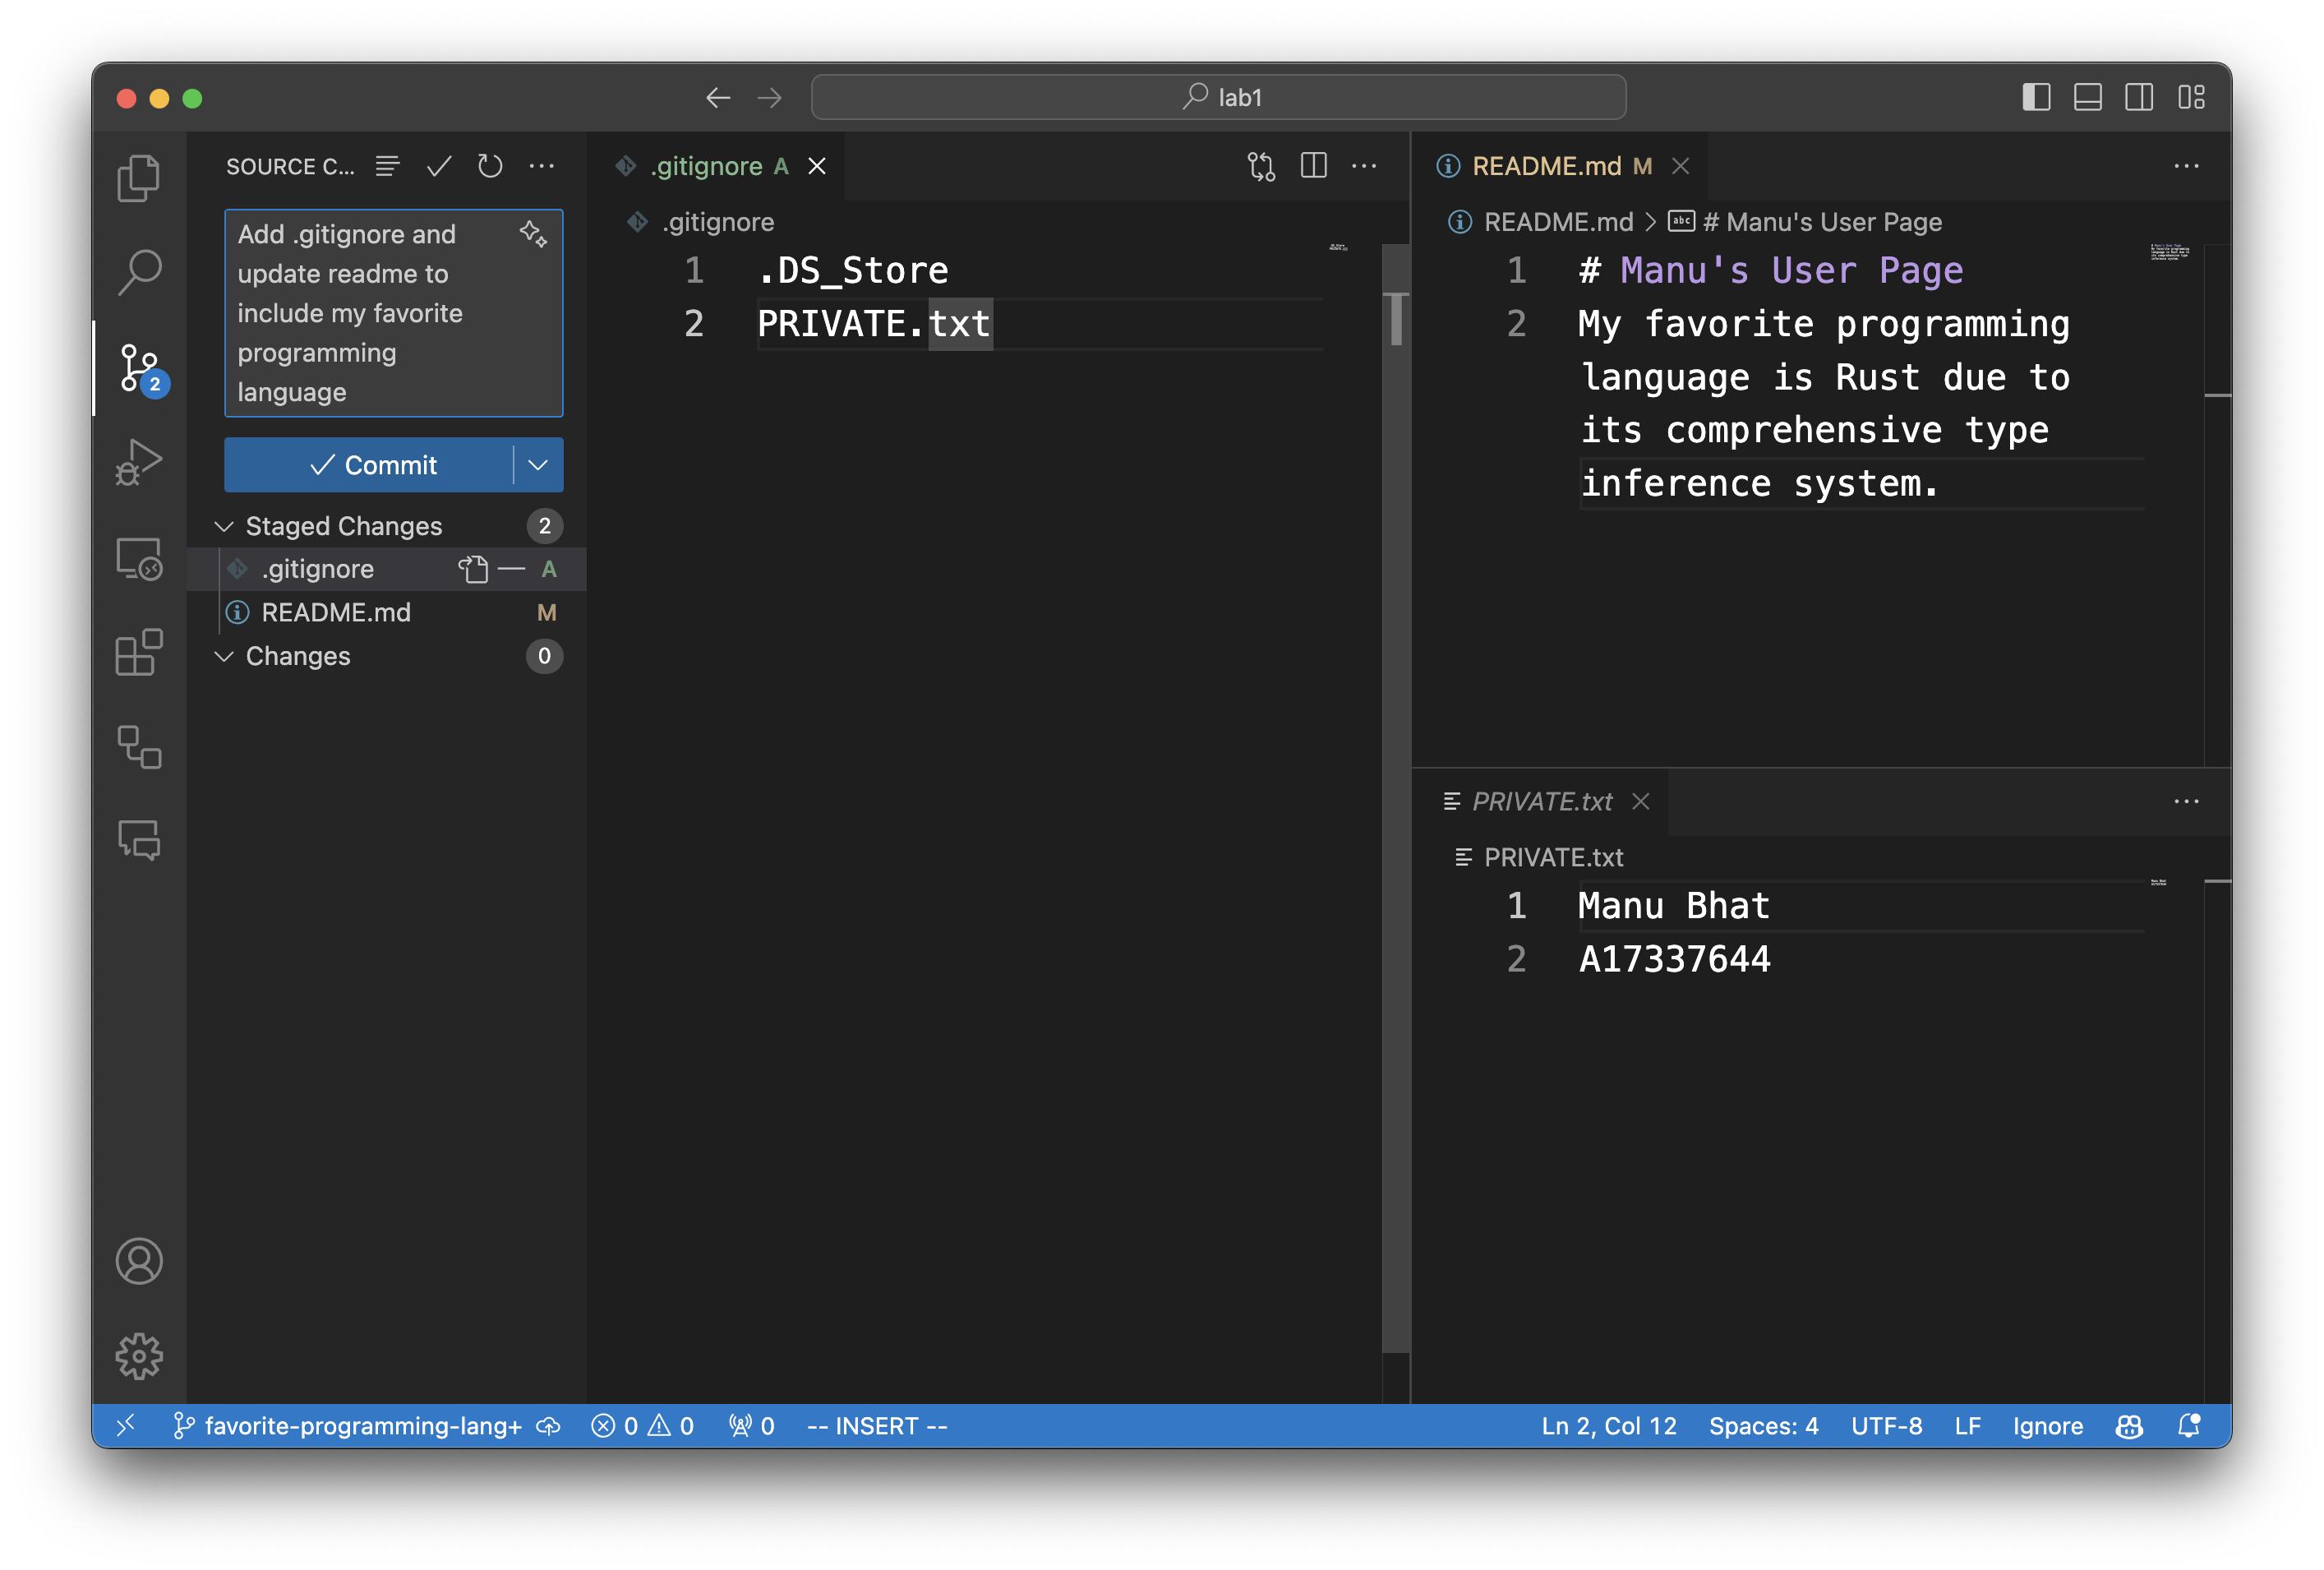 lab1
SOURCE C...
Add .gitignore and
update readme to
include my favorite
programming
language
Commit
Staged Changes 2
.gitignore A
README.md M
Changes 0
2
.gitignore A
.gitignore
1 .DS_Store
2 PRIVATE.txt
README.md M
README.md > # Manu's User Page
1 # Manu's User Page
2 My favorite programming
language is Rust due to
its comprehensive type
inference system.
PRIVATE.txt
PRIVATE.txt
1 Manu Bhat
2 A17337644
favorite-programming-lang+ 0 0 0 -- INSERT -- Ln 2, Col 12 Spaces: 4 UTF-8 LF Ignore